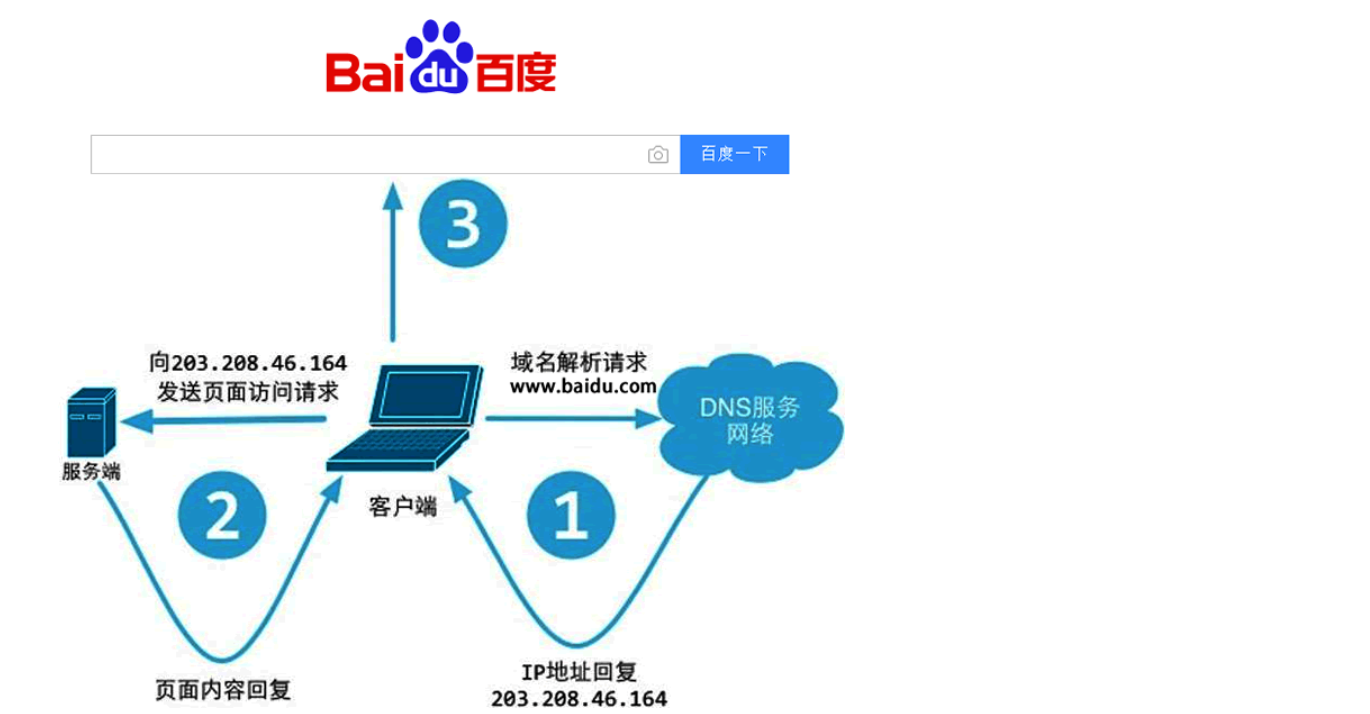 Baidu百度
百度一下
3
向203.208.46.164
发送页面访问请求
域名解析请求
www.baidu.com
DNS服务
网络
服务端
2
客户端
1
页面内容回复
IP地址回复
203.208.46.164